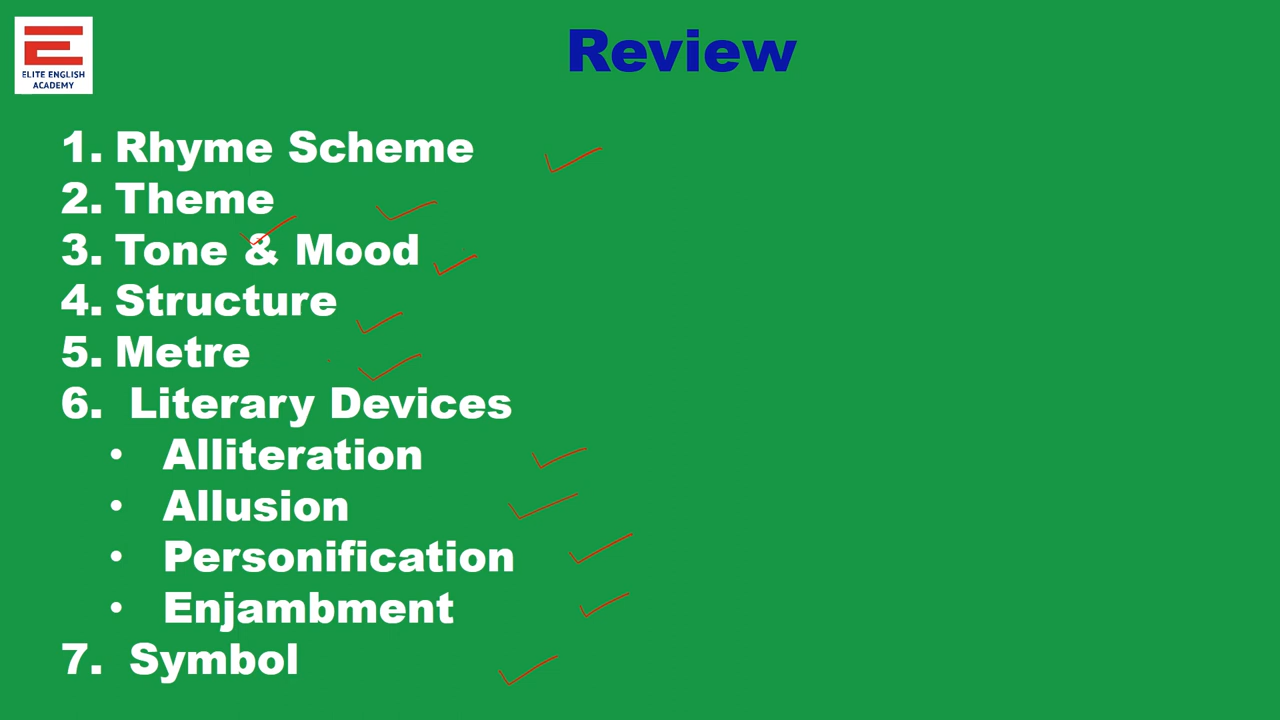 ELITE ENGLISH
ACADEMY
Review
1. Rhyme Scheme
2. Theme
3. Tone & Mood
4. Structure
5. Metre
6. Literary Devices
• Alliteration
• Allusion
• Personification
• Enjambment
7. Symbol